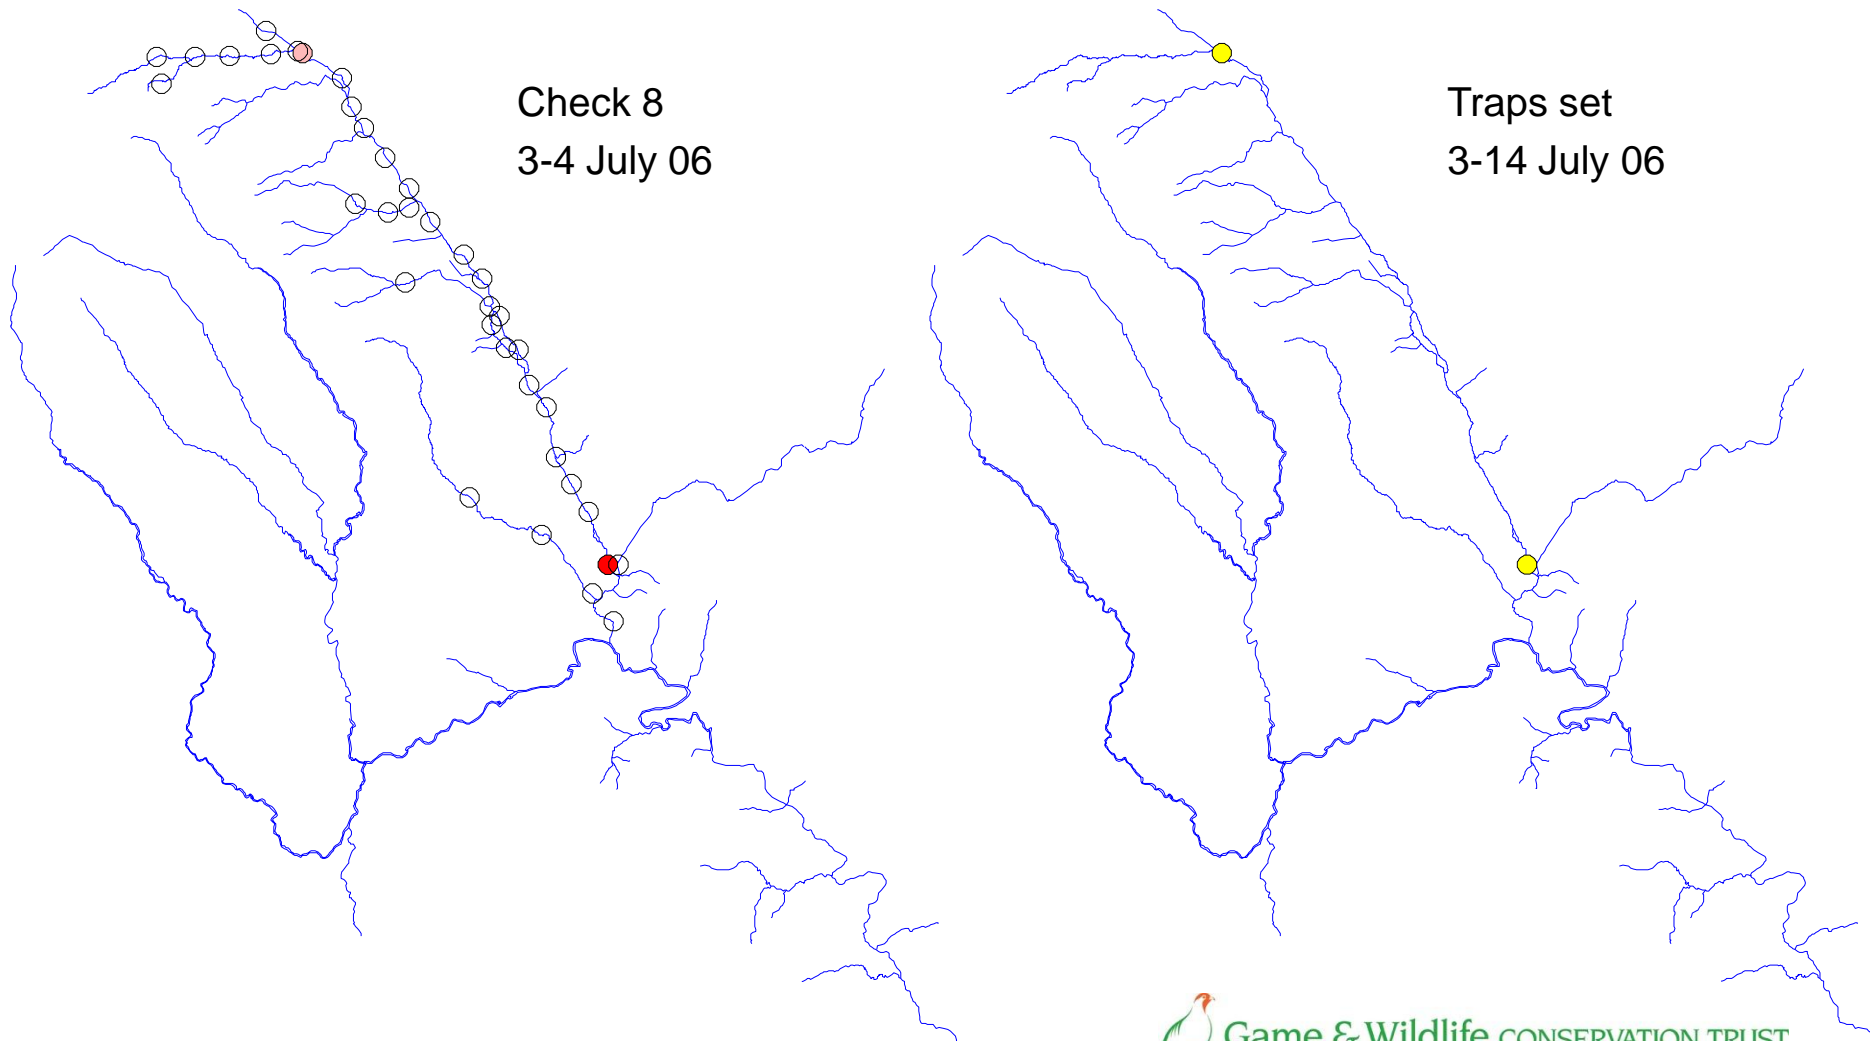 Check 8
3-4 July 06
Traps set
3-14 July 06
Game & Wildlife CONSERVATION TRUST